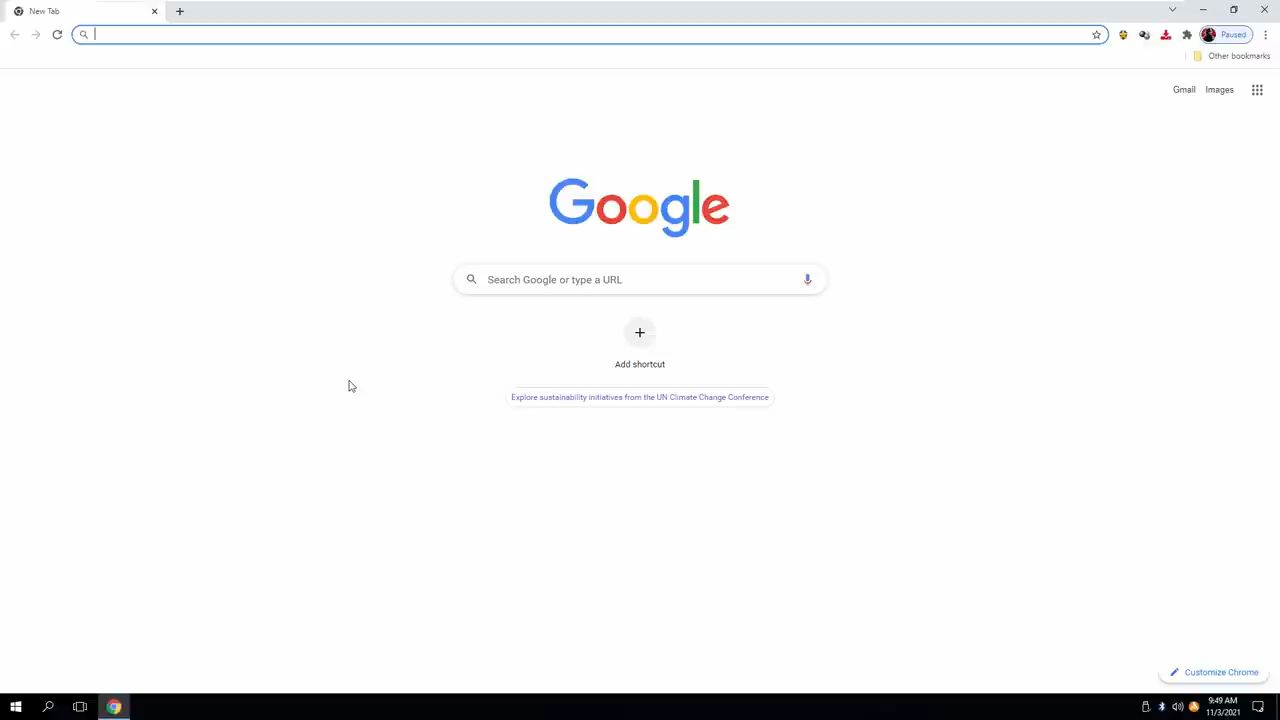 New Tab
Paused
Other bookmarks
Gmail Images
Google
Search Google or type a URL
Add shortcut
Explore sustainability initiatives from the UN Climate Change Conference
Customize Chrome
9:49 AM
11/3/2021